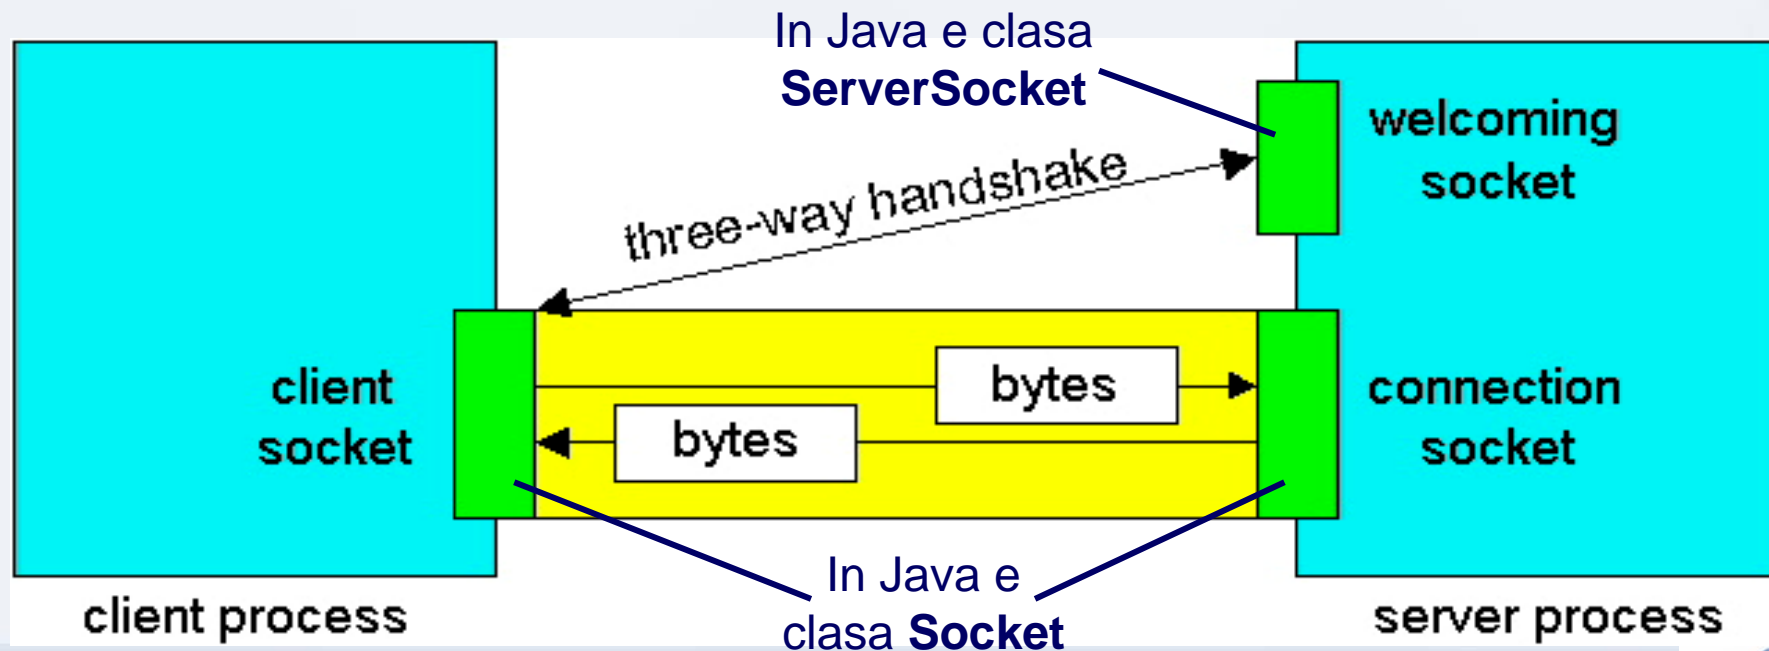 In Java e clasa
ServerSocket
welcoming
socket
three-way handshake
client
socket
bytes
bytes
connection
socket
In Java e
clasa Socket
client process
server process